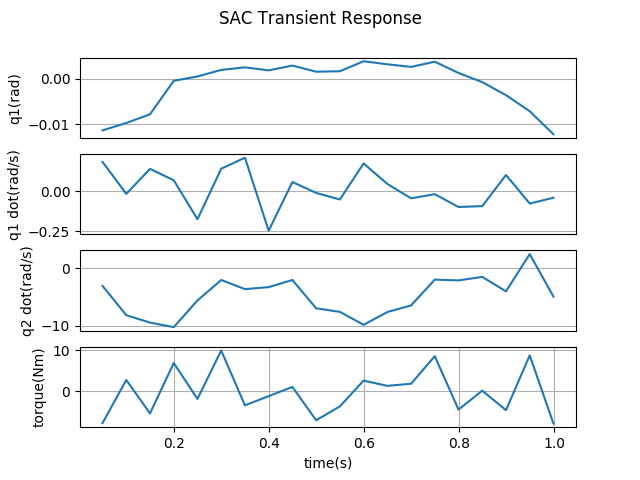 SAC Transient Response
q1(rad)
0.00
−0.01
q1 dot(rad/s)
0.00
−0.25
q2 dot(rad/s)
0
−10
torque(Nm)
10
0
0.2 0.4 0.6 0.8 1.0
time(s)